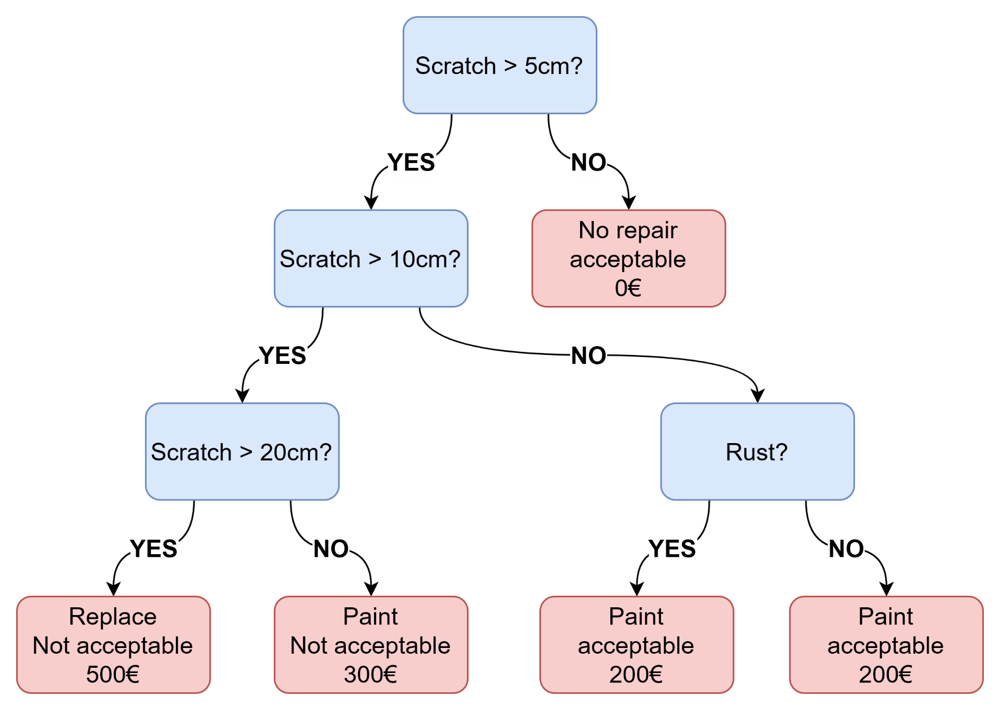 Scratch > 5cm?
YES
NO
Scratch > 10cm?
No repair
acceptable
0€
YES
NO
Scratch > 20cm?
Rust?
YES
NO
YES
NO
Replace
Not acceptable
500€
Paint
Not acceptable
300€
Paint
acceptable
200€
Paint
acceptable
200€